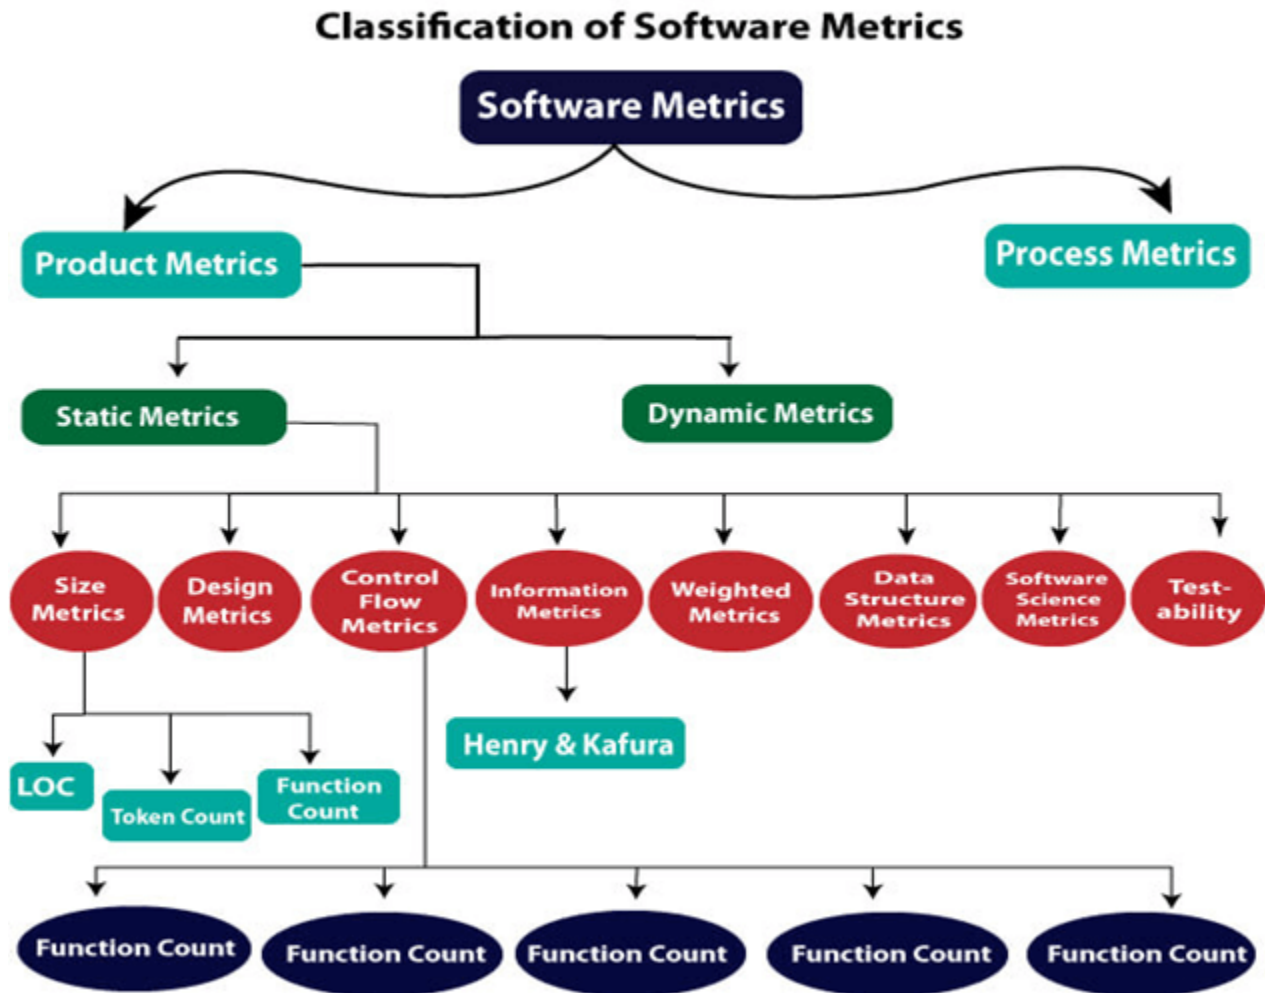 Classification of Software Metrics
Software Metrics
Product Metrics
Process Metrics
Static Metrics
Dynamic Metrics
Size
Metrics
Design
Metrics
Control
Flow
Metrics
Information
Metrics
Weighted
Metrics
Data
Structure
Metrics
Software
Science
Metrics
Test-
ability
LOC
Token Count
Function
Count
Henry & Kafura
Function Count
Function Count
Function Count
Function Count
Function Count